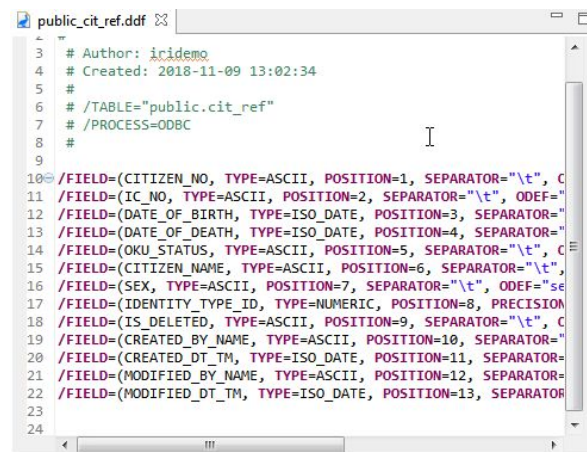 public_cit_ref.ddf
2 #
3 # Author: iridemo
4 # Created: 2018-11-09 13:02:34
5 #
6 # /TABLE="public.cit_ref"
7 # /PROCESS=ODBC
8 #
9
10 /FIELD=(CITIZEN_NO, TYPE=ASCII, POSITION=1, SEPARATOR="\t", O
11 /FIELD=(IC_NO, TYPE=ASCII, POSITION=2, SEPARATOR="\t", ODEF="
12 /FIELD=(DATE_OF_BIRTH, TYPE=ISO_DATE, POSITION=3, SEPARATOR="
13 /FIELD=(DATE_OF_DEATH, TYPE=ISO_DATE, POSITION=4, SEPARATOR="
14 /FIELD=(OKU_STATUS, TYPE=ASCII, POSITION=5, SEPARATOR="\t", O
15 /FIELD=(CITIZEN_NAME, TYPE=ASCII, POSITION=6, SEPARATOR="\t",
16 /FIELD=(SEX, TYPE=ASCII, POSITION=7, SEPARATOR="\t", ODEF="se
17 /FIELD=(IDENTITY_TYPE_ID, TYPE=NUMERIC, POSITION=8, PRECISION
18 /FIELD=(IS_DELETED, TYPE=ASCII, POSITION=9, SEPARATOR="\t", O
19 /FIELD=(CREATED_BY_NAME, TYPE=ASCII, POSITION=10, SEPARATOR="
20 /FIELD=(CREATED_DT_TM, TYPE=ISO_DATE, POSITION=11, SEPARATOR=
21 /FIELD=(MODIFIED_BY_NAME, TYPE=ASCII, POSITION=12, SEPARATOR=
22 /FIELD=(MODIFIED_DT_TM, TYPE=ISO_DATE, POSITION=13, SEPARATOR
23
24